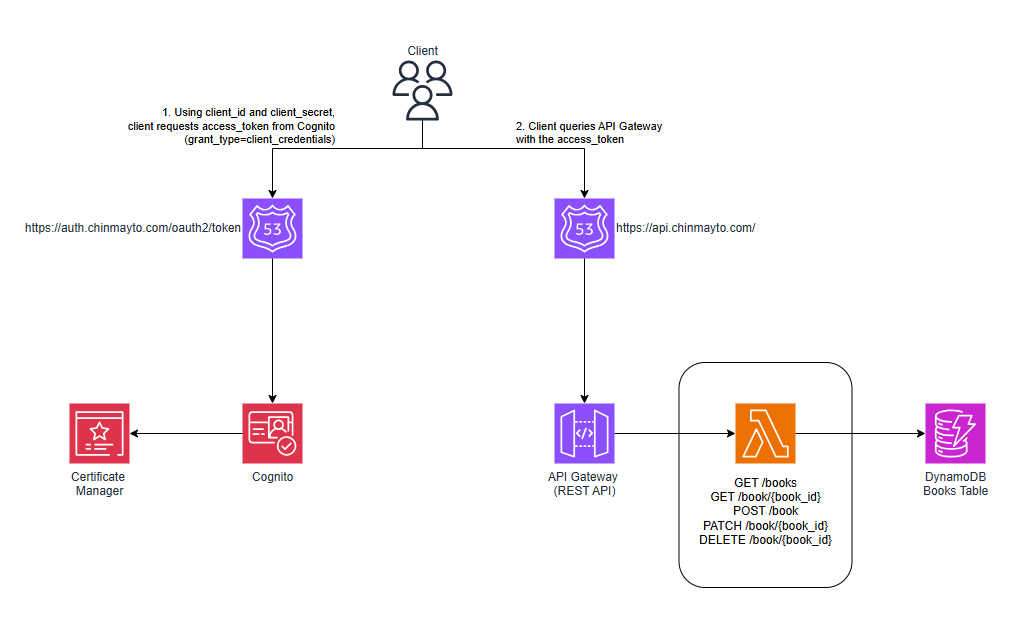 Client
1. Using client_id and client_secret,
client requests access_token from Cognito
(grant_type=client_credentials)
2. Client queries API Gateway
with the access_token
https://auth.chinmayto.com/oauth2/token
53
53
https://api.chinmayto.com/
Certificate
Manager
Cognito
API Gateway
(REST API)
GET /books
GET /book/{book_id}
POST /book
PATCH /book/{book_id}
DELETE /book/{book_id}
DynamoDB
Books Table